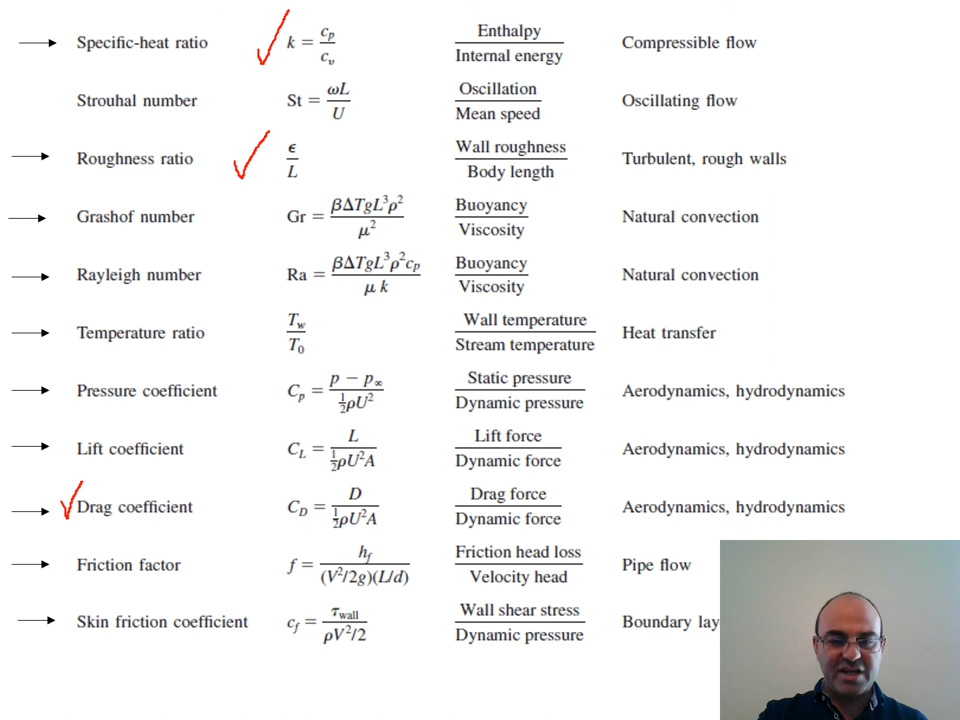 Specific-heat ratio k = c_p / c_v Enthalpy / Internal energy Compressible flow
Strouhal number St = ωL / U Oscillation / Mean speed Oscillating flow
Roughness ratio ϵ / L Wall roughness / Body length Turbulent, rough walls
Grashof number Gr = βΔTgL³ρ² / μ² Buoyancy / Viscosity Natural convection
Rayleigh number Ra = βΔTgL³ρ²c_p / μ k Buoyancy / Viscosity Natural convection
Temperature ratio T_w / T_0 Wall temperature / Stream temperature Heat transfer
Pressure coefficient C_p = p − p_∞ / ½ρU² Static pressure / Dynamic pressure Aerodynamics, hydrodynamics
Lift coefficient C_L = L / ½ρU²A Lift force / Dynamic force Aerodynamics, hydrodynamics
Drag coefficient C_D = D / ½ρU²A Drag force / Dynamic force Aerodynamics, hydrodynamics
Friction factor f = h_f / (V²/2g)(L/d) Friction head loss / Velocity head Pipe flow
Skin friction coefficient c_f = τ_wall / ρV²/2 Wall shear stress / Dynamic pressure Boundary lay